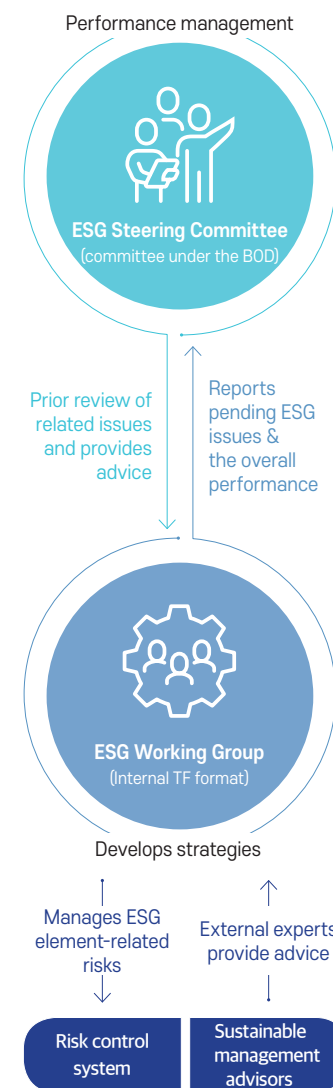 Performance management
ESG Steering Committee
(committee under the BOD)
Prior review of
related issues
and provides
advice
Reports
pending ESG
issues &
the overall
performance
ESG Working Group
(Internal TF format)
Develops strategies
Manages ESG
element-related
risks
External experts
provide advice
Risk control
system
Sustainable
management
advisors